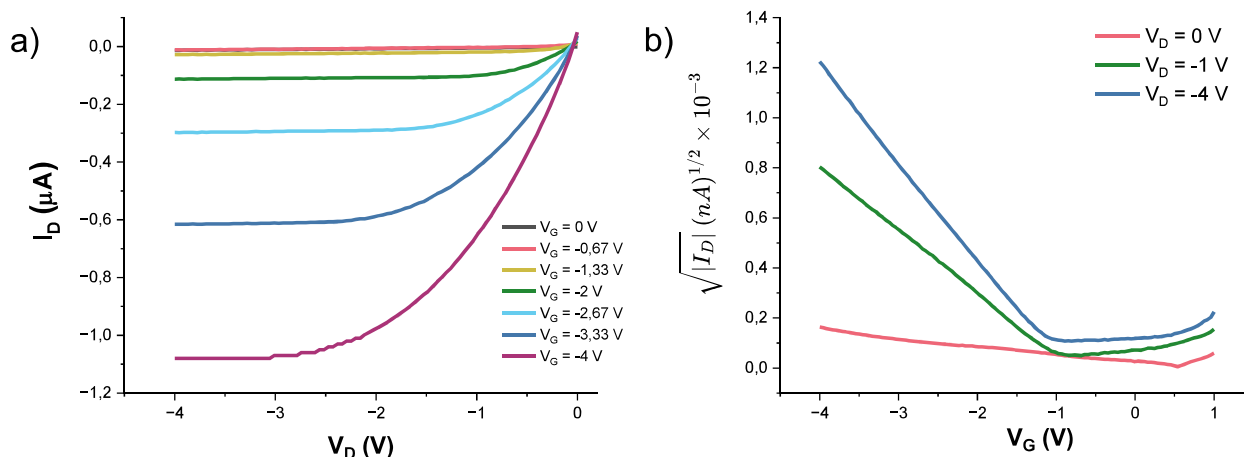 a)
I_D (μA)
0,0
−0,2
−0,4
−0,6
−0,8
−1,0
−1,2
−4
−3
−2
−1
0
V_D (V)
V_G = 0 V
V_G = -0,67 V
V_G = -1,33 V
V_G = -2 V
V_G = -2,67 V
V_G = -3,33 V
V_G = -4 V
b)
√|I_D| (nA)^{1/2} × 10^{−3}
1,4
1,2
1,0
0,8
0,6
0,4
0,2
0,0
−4
−3
−2
−1
0
1
V_G (V)
V_D = 0 V
V_D = -1 V
V_D = -4 V